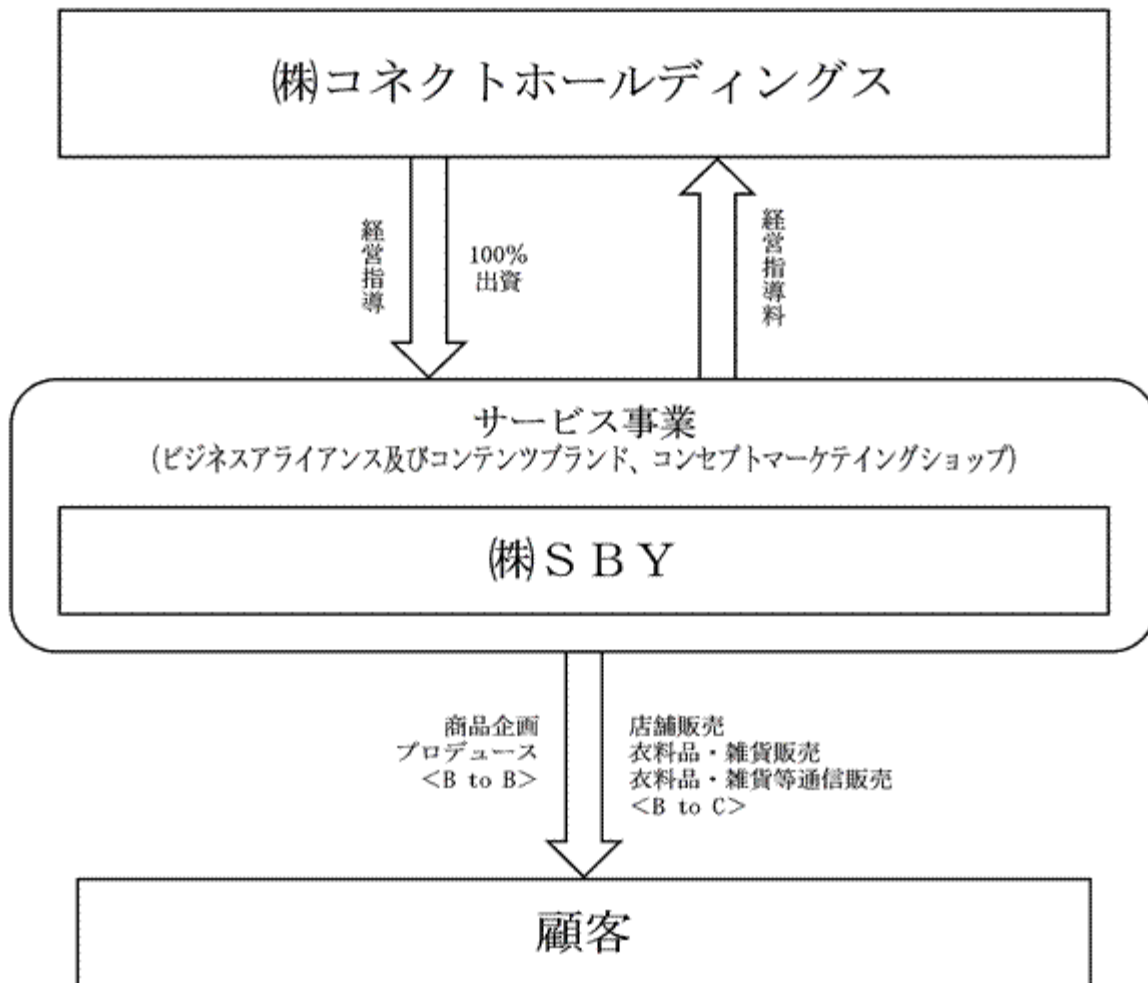 ㈱コネクトホールディングス
経営指導
100%
出資
経営指導料
サービス事業
(ビジネスアライアンス及びコンテンツブランド、コンセプトマーケテイングショップ)
㈱ＳＢＹ
商品企画
プロデュース
<B to B>
店舗販売
衣料品・雑貨販売
衣料品・雑貨等通信販売
<B to C>
顧客